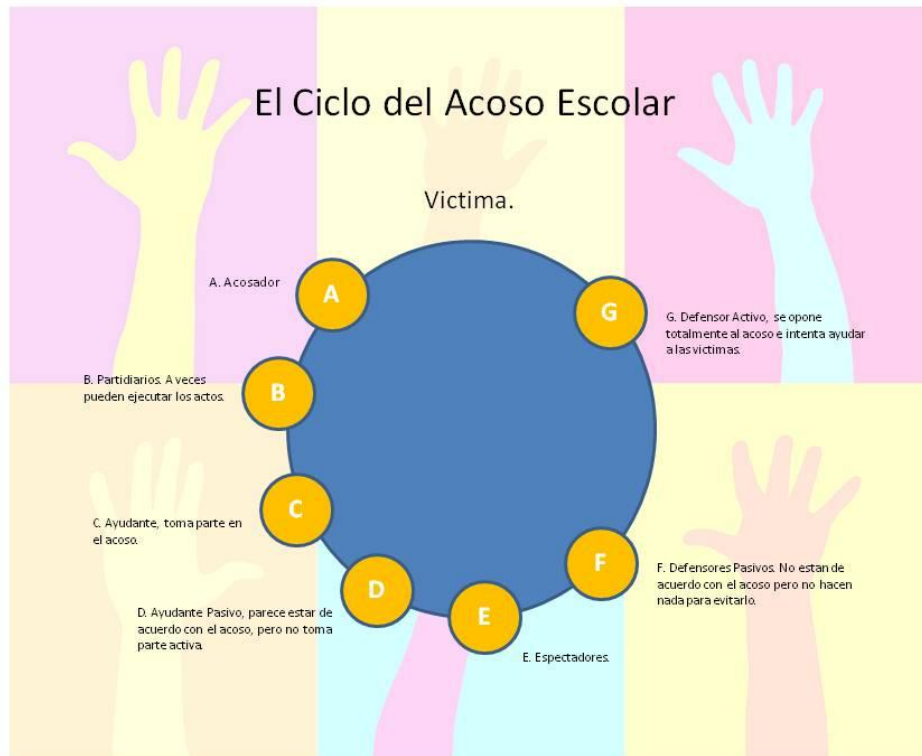 El Ciclo del Acoso Escolar
Victima.
A. Acosador
A
B. Partidiarios. A veces
pueden ejecutar los actos.
B
C. Ayudante, toma parte en
el acoso.
C
D. Ayudante Pasivo, parece estar de
acuerdo con el acoso, pero no toma
parte activa.
D
E
E. Espectadores.
F
F. Defensores Pasivos. No estan de
acuerdo con el acoso pero no hacen
nada para evitarlo.
G
G. Defensor Activo, se opone
totalmente al acoso e intenta ayudar
a las victimas.